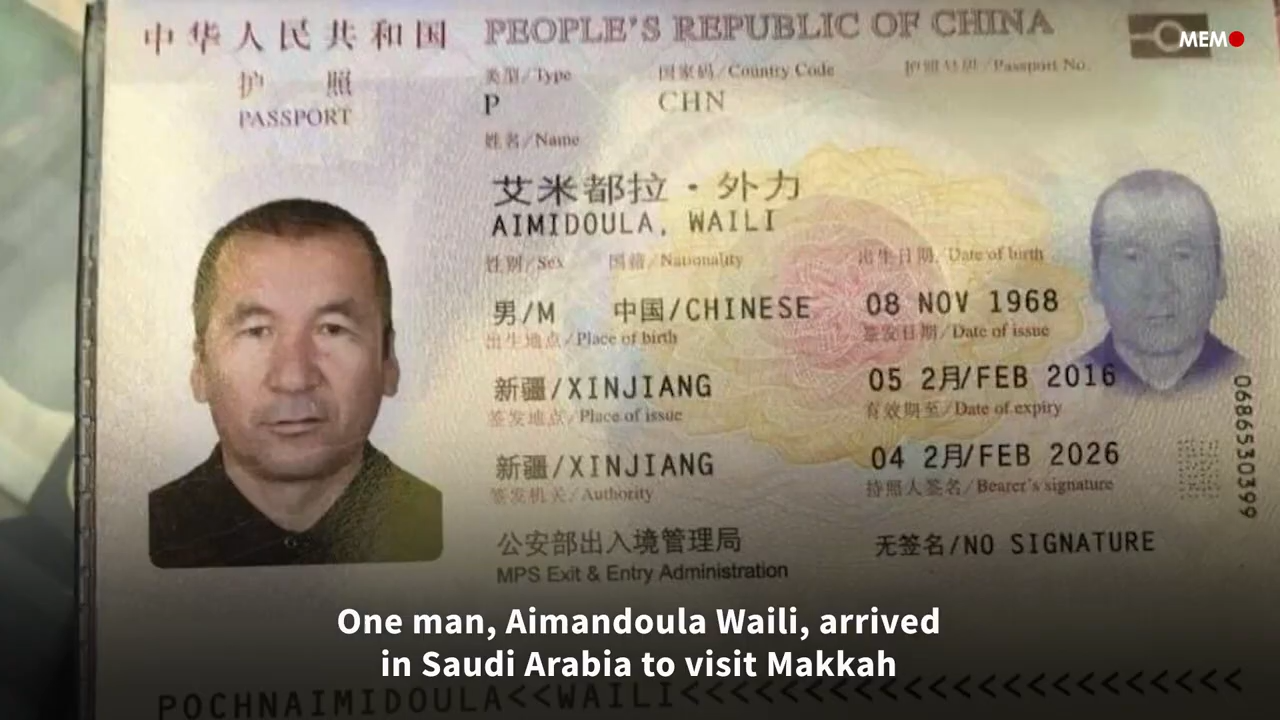 中华人民共和国
PEOPLE'S REPUBLIC OF CHINA
MEMO
护 照
PASSPORT
类型/Type
国家码/Country Code
护照号码/Passport No.
P
CHN
姓名/Name
艾米都拉·外力
AIMIDOULA, WAILI
性别/Sex
国籍/Nationality
出生日期/Date of birth
男/M
中国/CHINESE
08 NOV 1968
出生地点/Place of birth
签发日期/Date of issue
新疆/XINJIANG
05 2月/FEB 2016
签发地点/Place of issue
有效期至/Date of expiry
新疆/XINJIANG
04 2月/FEB 2026
签发机关/Authority
持照人签名/Bearer's signature
公安部出入境管理局
MPS Exit & Entry Administration
无签名/NO SIGNATURE
0686530399
One man, Aimandoula Waili, arrived
in Saudi Arabia to visit Makkah
POCHNAIMIDOULA<<WAILI<<<<<<<<<<<<<<<<<<<<<<<